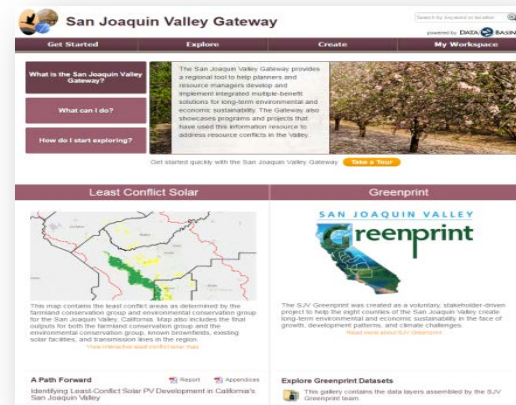 San Joaquin Valley Gateway
Search by keyword or location
powered by DATA BASIN
Get Started
Explore
Create
My Workspace
What is the San Joaquin Valley
Gateway?
What can I do?
How do I start exploring?
The San Joaquin Valley Gateway provides
a regional tool to help planners and
resource managers develop and
implement integrated multiple-benefit
solutions for long-term environmental and
economic sustainability. The Gateway also
showcases programs and projects that
have used this information resource to
address resource conflicts in the Valley.
Get started quickly with the San Joaquin Valley Gateway
Take a Tour
Least Conflict Solar
This map contains the least conflict areas as determined by the
farmland conservation group and environmental conservation group
for the San Joaquin Valley, California. Map also includes the final
outputs for both the farmland conservation group and the
environmental conservation group, known brownfields, existing
solar facilities, and transmission lines in the region.
View interactive least conflict solar map
A Path Forward
Report
Appendices
Identifying Least-Conflict Solar PV Development in California's
San Joaquin Valley
Greenprint
SAN JOAQUIN VALLEY
Greenprint
The SJV Greenprint was created as a voluntary, stakeholder-driven
project to help the eight counties of the San Joaquin Valley create
long-term environmental and economic sustainability in the face of
growth, development patterns, and climate challenges.
Read more about SJV Greenprint
Explore Greenprint Datasets
This gallery contains the data layers assembled by the SJV
Greenprint team.